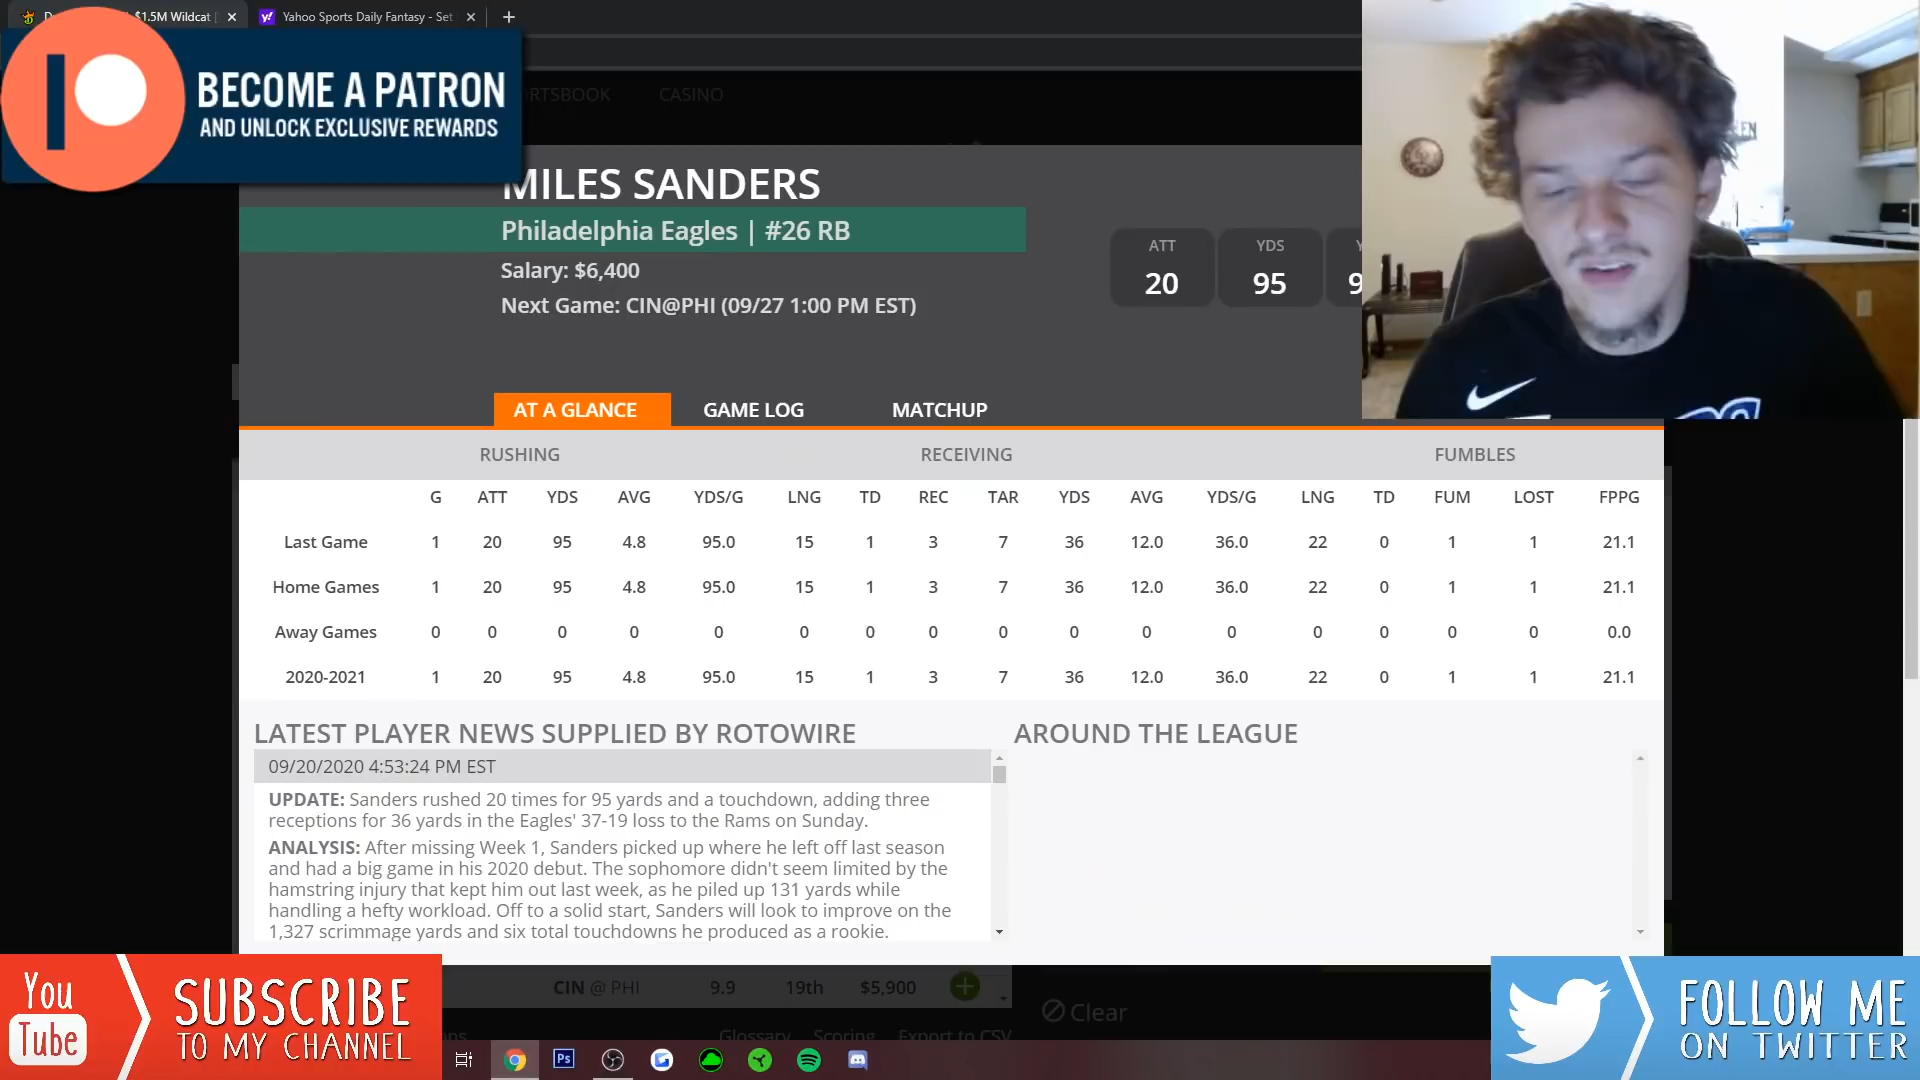 $1.5M Wildcat
Yahoo Sports Daily Fantasy - Set
BECOME A PATRON
AND UNLOCK EXCLUSIVE REWARDS
RTSBOOK CASINO
MILES SANDERS
Philadelphia Eagles | #26 RB
Salary: $6,400
Next Game: CIN@PHI (09/27 1:00 PM EST)
ATT YDS Y
20 95 9
AT A GLANCE GAME LOG MATCHUP
RUSHING RECEIVING FUMBLES
G ATT YDS AVG YDS/G LNG TD REC TAR YDS AVG YDS/G LNG TD FUM LOST FPPG
Last Game 1 20 95 4.8 95.0 15 1 3 7 36 12.0 36.0 22 0 1 1 21.1
Home Games 1 20 95 4.8 95.0 15 1 3 7 36 12.0 36.0 22 0 1 1 21.1
Away Games 0 0 0 0 0 0 0 0 0 0 0 0 0 0 0 0 0.0
2020-2021 1 20 95 4.8 95.0 15 1 3 7 36 12.0 36.0 22 0 1 1 21.1
LATEST PLAYER NEWS SUPPLIED BY ROTOWIRE
09/20/2020 4:53:24 PM EST
UPDATE: Sanders rushed 20 times for 95 yards and a touchdown, adding three
receptions for 36 yards in the Eagles' 37-19 loss to the Rams on Sunday.
ANALYSIS: After missing Week 1, Sanders picked up where he left off last season
and had a big game in his 2020 debut. The sophomore didn't seem limited by the
hamstring injury that kept him out last week, as he piled up 131 yards while
handling a hefty workload. Off to a solid start, Sanders will look to improve on the
1,327 scrimmage yards and six total touchdowns he produced as a rookie.
AROUND THE LEAGUE
CIN @ PHI 9.9 19th $5,900
Clear
Glossary Scoring Export to CSV
You
Tube
SUBSCRIBE
TO MY CHANNEL
Ps
FOLLOW ME
ON TWITTER